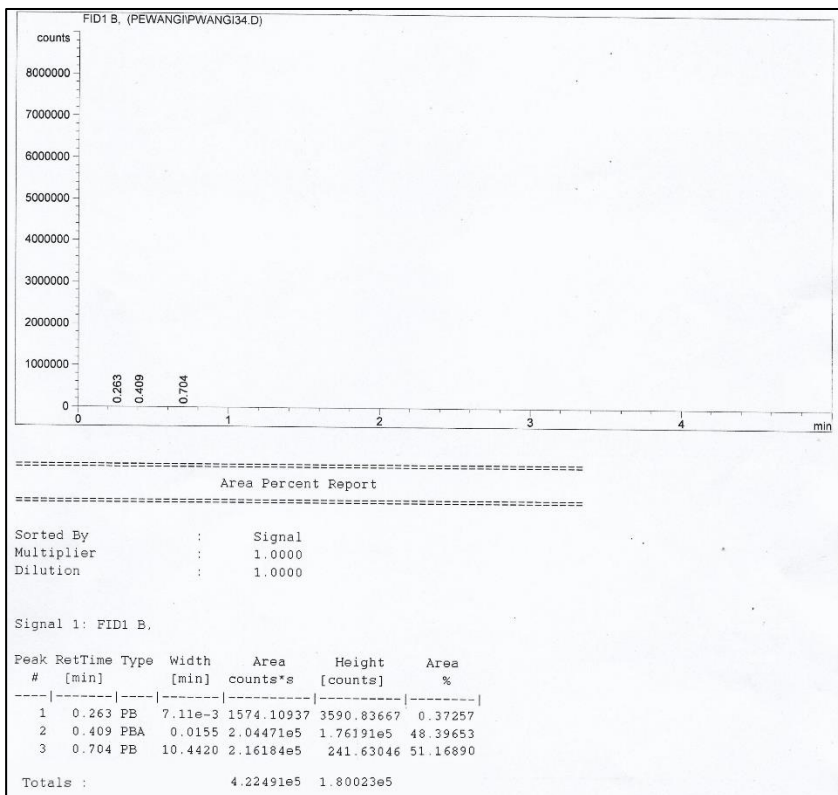 FID1 B, (PEWANGI\PWANGI34.D)
counts
8000000
7000000
6000000
5000000
4000000
3000000
2000000
1000000
0
0.263
0.409
0.704
0 1 2 3 4 min
==================================================================
Area Percent Report
==================================================================
Sorted By : Signal
Multiplier : 1.0000
Dilution : 1.0000
Signal 1: FID1 B,
Peak RetTime Type Width Area Height Area
# [min] [min] counts*s [counts] %
----|-------|----|-------|----------|----------|--------|
1 0.263 PB 7.11e-3 1574.10937 3590.83667 0.37257
2 0.409 PBA 0.0155 2.04471e5 1.76191e5 48.39653
3 0.704 PB 10.4420 2.16184e5 241.63046 51.16890
Totals : 4.22491e5 1.80023e5